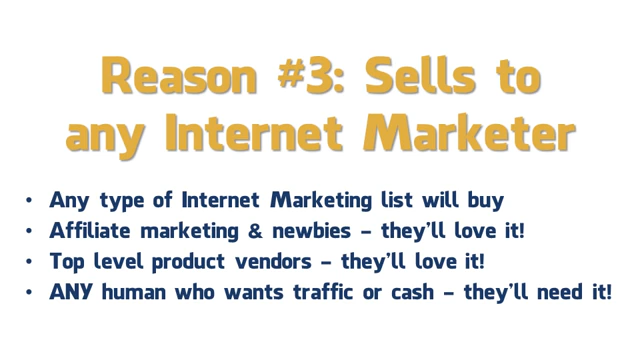 Reason #3: Sells to
any Internet Marketer
• Any type of Internet Marketing list will buy
• Affiliate marketing & newbies – they'll love it!
• Top level product vendors – they'll love it!
• ANY human who wants traffic or cash – they'll need it!